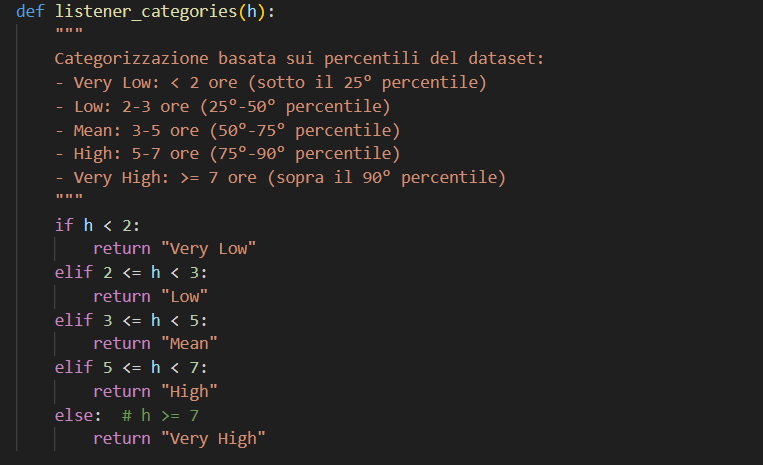 def listener_categories(h):
    """
    Categorizzazione basata sui percentili del dataset:
    - Very Low: < 2 ore (sotto il 25° percentile)
    - Low: 2-3 ore (25°-50° percentile)
    - Mean: 3-5 ore (50°-75° percentile)
    - High: 5-7 ore (75°-90° percentile)
    - Very High: >= 7 ore (sopra il 90° percentile)
    """
    if h < 2:
        return "Very Low"
    elif 2 <= h < 3:
        return "Low"
    elif 3 <= h < 5:
        return "Mean"
    elif 5 <= h < 7:
        return "High"
    else:  # h >= 7
        return "Very High"